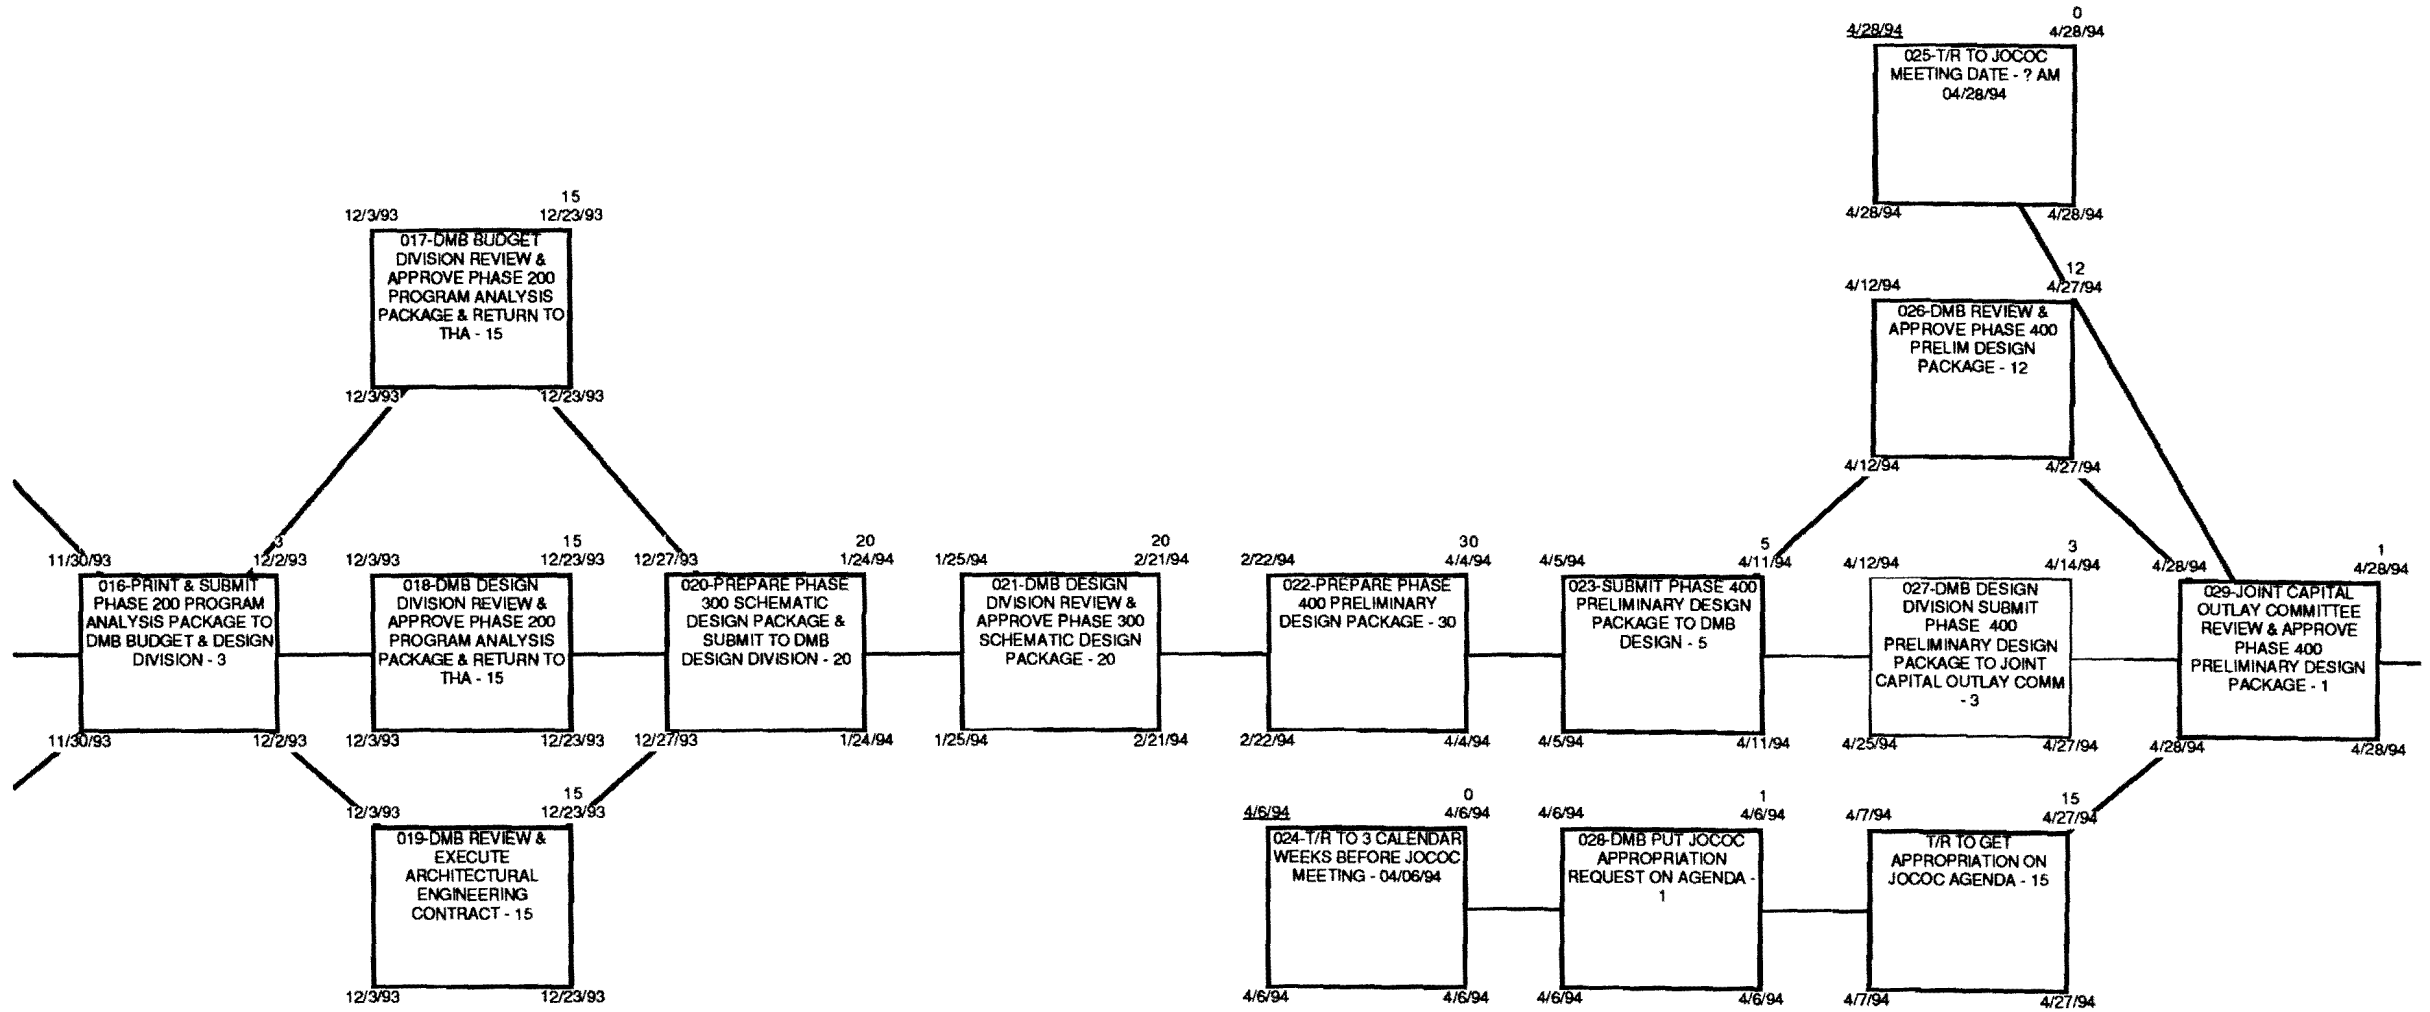 0
4/28/94 4/28/94
025-T/R TO JOCOC
MEETING DATE - ? AM
04/28/94
4/28/94 4/28/94
15
12/3/93 12/23/93
017-DMB BUDGET
DIVISION REVIEW &
APPROVE PHASE 200
PROGRAM ANALYSIS
PACKAGE & RETURN TO
THA - 15
12/3/93 12/23/93
12
4/12/94 4/27/94
026-DMB REVIEW &
APPROVE PHASE 400
PRELIM DESIGN
PACKAGE - 12
4/12/94 4/27/94
3
11/30/93 12/2/93
016-PRINT & SUBMIT
PHASE 200 PROGRAM
ANALYSIS PACKAGE TO
DMB BUDGET & DESIGN
DIVISION - 3
11/30/93 12/2/93
15
12/3/93 12/23/93
018-DMB DESIGN
DIVISION REVIEW &
APPROVE PHASE 200
PROGRAM ANALYSIS
PACKAGE & RETURN TO
THA - 15
12/3/93 12/23/93
20
12/27/93 1/24/94
020-PREPARE PHASE
300 SCHEMATIC
DESIGN PACKAGE &
SUBMIT TO DMB
DESIGN DIVISION - 20
12/27/93 1/24/94
20
1/25/94 2/21/94
021-DMB DESIGN
DIVISION REVIEW &
APPROVE PHASE 300
SCHEMATIC DESIGN
PACKAGE - 20
1/25/94 2/21/94
30
2/22/94 4/4/94
022-PREPARE PHASE
400 PRELIMINARY
DESIGN PACKAGE - 30
2/22/94 4/4/94
5
4/5/94 4/11/94
023-SUBMIT PHASE 400
PRELIMINARY DESIGN
PACKAGE TO DMB
DESIGN - 5
4/5/94 4/11/94
3
4/12/94 4/14/94
027-DMB DESIGN
DIVISION SUBMIT
PHASE 400
PRELIMINARY DESIGN
PACKAGE TO JOINT
CAPITAL OUTLAY COMM
- 3
4/25/94 4/27/94
1
4/28/94 4/28/94
029-JOINT CAPITAL
OUTLAY COMMITTEE
REVIEW & APPROVE
PHASE 400
PRELIMINARY DESIGN
PACKAGE - 1
4/28/94 4/28/94
15
12/3/93 12/23/93
019-DMB REVIEW &
EXECUTE
ARCHITECTURAL
ENGINEERING
CONTRACT - 15
12/3/93 12/23/93
0
4/6/94 4/6/94
024-T/R TO 3 CALENDAR
WEEKS BEFORE JOCOC
MEETING - 04/06/94
4/6/94 4/6/94
1
4/6/94 4/6/94
028-DMB PUT JOCOC
APPROPRIATION
REQUEST ON AGENDA -
1
4/6/94 4/6/94
15
4/7/94 4/27/94
T/R TO GET
APPROPRIATION ON
JOCOC AGENDA - 15
4/7/94 4/27/94